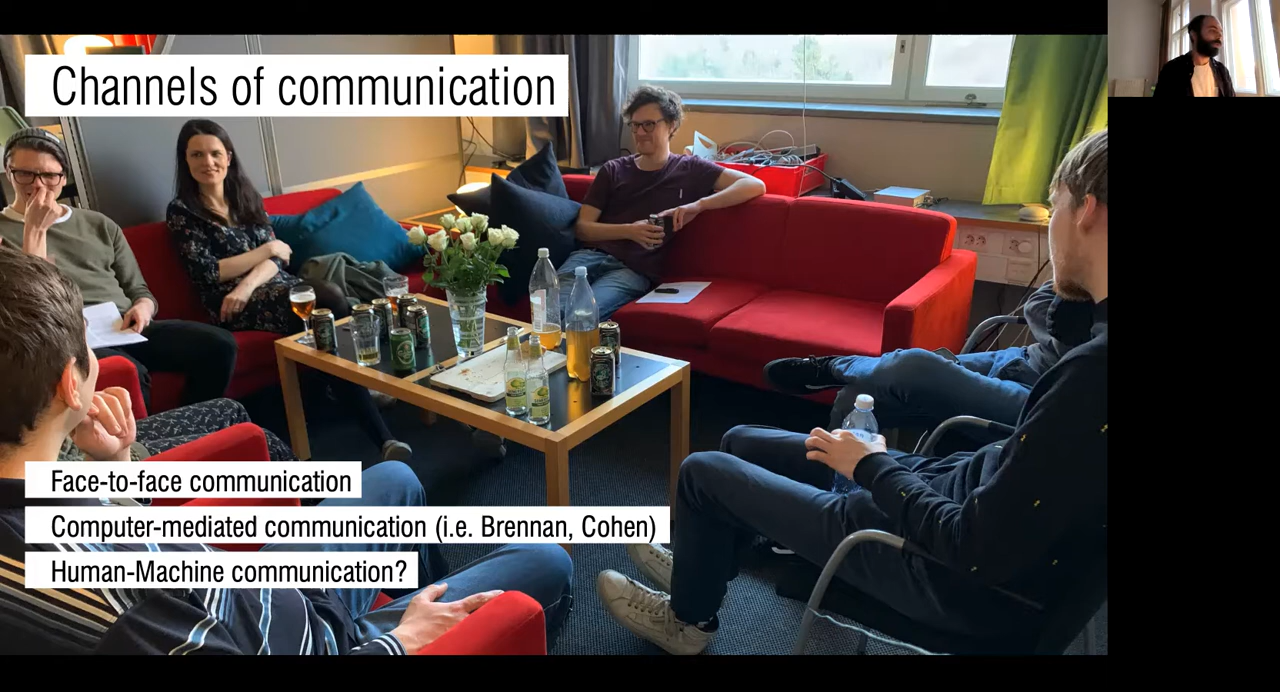 Channels of communication
Face-to-face communication
Computer-mediated communication (i.e. Brennan, Cohen)
Human-Machine communication?